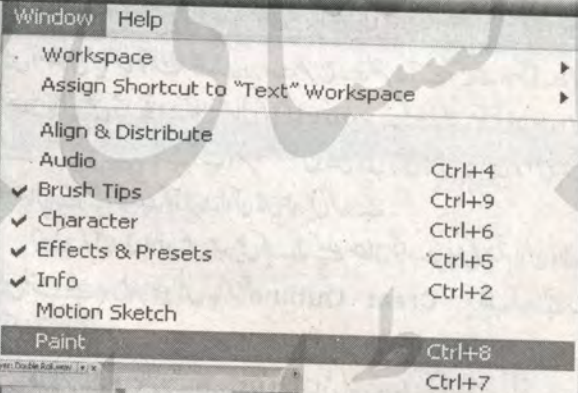 Window Help
Workspace
Assign Shortcut to “Text” Workspace
Align & Distribute
Audio Ctrl+4
✔ Brush Tips Ctrl+9
✔ Character Ctrl+6
✔ Effects & Presets Ctrl+5
✔ Info Ctrl+2
Motion Sketch
Paint Ctrl+8
Ctrl+7